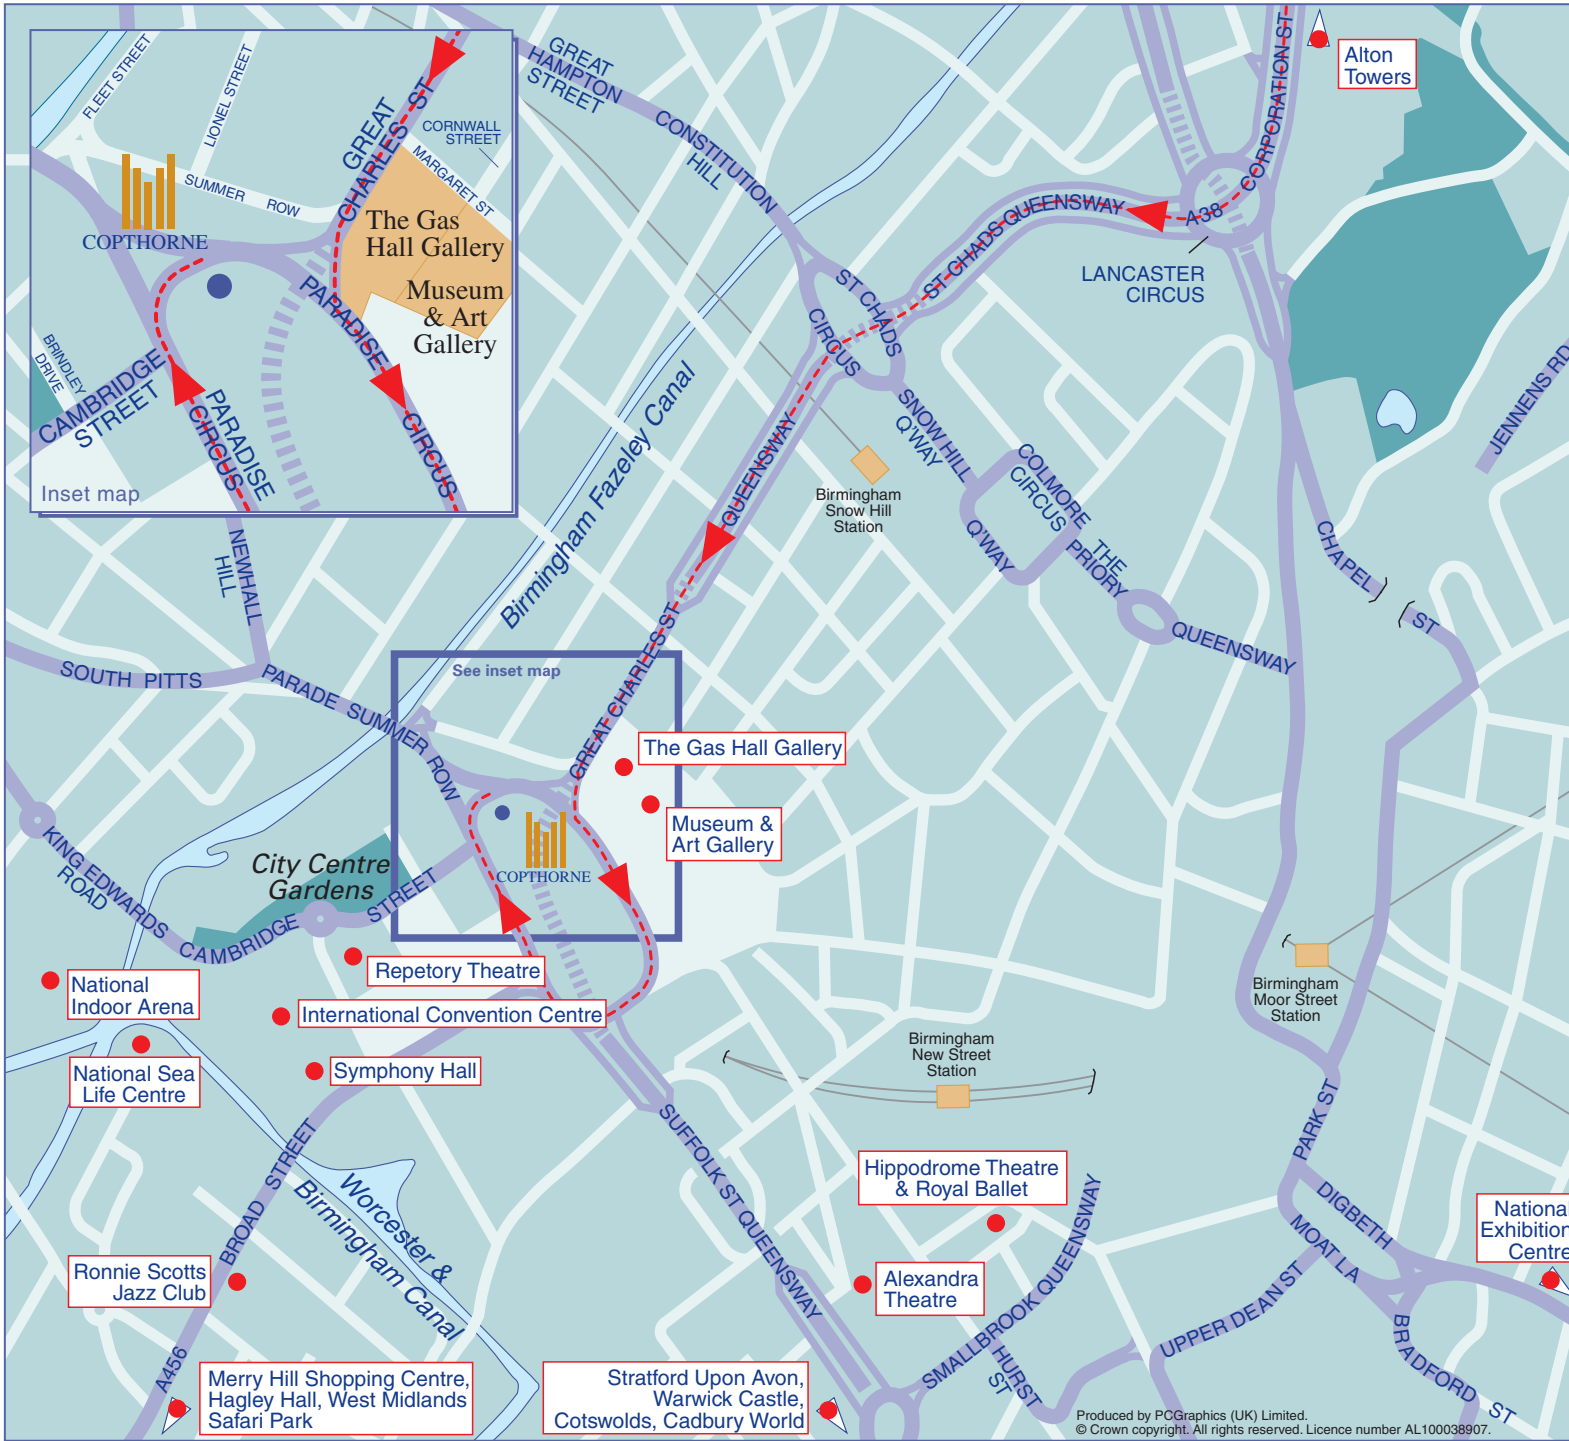 FLEET STREET
LIONEL STREET
GREAT
CHARLES ST
CORNWALL
STREET
MARGARET ST
SUMMER ROW
COPTHORNE
The Gas
Hall Gallery
Museum
& Art
Gallery
PARADISE
CIRCUS
BRINDLEY
DRIVE
CAMBRIDGE
STREET
PARADISE
CIRCUS
Inset map
GREAT
HAMPTON
STREET
CONSTITUTION
HILL
CORPORATION ST
Alton
Towers
A38
ST CHADS QUEENSWAY
LANCASTER
CIRCUS
ST CHADS
CIRCUS
JENNENS RD
Birmingham Fazeley Canal
SNOW HILL
Q'WAY
QUEENSWAY
COLMORE
CIRCUS
Q'WAY
Birmingham
Snow Hill
Station
THE
PRIORY
QUEENSWAY
CHAPEL
ST
NEWHALL
HILL
SOUTH PITTS
PARADE
SUMMER ROW
See inset map
GREAT CHARLES ST
The Gas Hall Gallery
Museum &
Art Gallery
COPTHORNE
KING EDWARDS
ROAD
City Centre
Gardens
CAMBRIDGE
STREET
Repetory Theatre
National
Indoor Arena
International Convention Centre
National Sea
Life Centre
Symphony Hall
Birmingham
Moor Street
Station
Birmingham
New Street
Station
BROAD STREET
Worcester &
Birmingham Canal
SUFFOLK ST QUEENSWAY
PARK ST
Hippodrome Theatre
& Royal Ballet
DIGBETH
MOAT LA
National
Exhibition
Centre
Ronnie Scotts
Jazz Club
Alexandra
Theatre
SMALLBROOK QUEENSWAY
UPPER DEAN ST
BRADFORD ST
HURST
ST
A456
Merry Hill Shopping Centre,
Hagley Hall, West Midlands
Safari Park
Stratford Upon Avon,
Warwick Castle,
Cotswolds, Cadbury World
Produced by PCGraphics (UK) Limited.
© Crown copyright. All rights reserved. Licence number AL100038907.